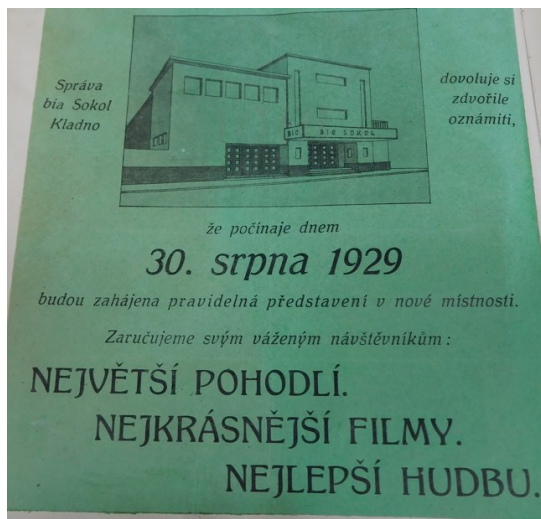 Správa
bia Sokol
Kladno
dovoluje si
zdvořile
oznámiti,
BIO
BIO SOKOL
že počínaje dnem
30. srpna 1929
budou zahájena pravidelná představení v nové místnosti.
Zaručujeme svým váženým návštěvníkům:
NEJVĚTŠÍ POHODLÍ.
NEJKRÁSNĚJŠÍ FILMY.
NEJLEPŠÍ HUDBU.